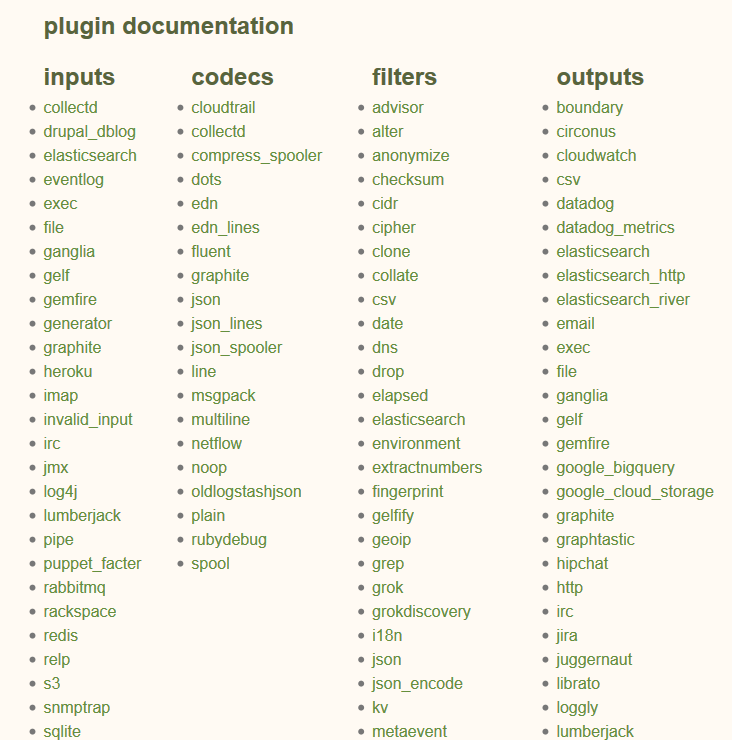 plugin documentation
inputs
collectd
drupal_dblog
elasticsearch
eventlog
exec
file
ganglia
gelf
gemfire
generator
graphite
heroku
imap
invalid_input
irc
jmx
log4j
lumberjack
pipe
puppet_facter
rabbitmq
rackspace
redis
relp
s3
snmptrap
sqlite
codecs
cloudtrail
collectd
compress_spooler
dots
edn
edn_lines
fluent
graphite
json
json_lines
json_spooler
line
msgpack
multiline
netflow
noop
oldlogstashjson
plain
rubydebug
spool
filters
advisor
alter
anonymize
checksum
cidr
cipher
clone
collate
csv
date
dns
drop
elapsed
elasticsearch
environment
extractnumbers
fingerprint
gelfify
geoip
grep
grok
grokdiscovery
i18n
json
json_encode
kv
metaevent
outputs
boundary
circonus
cloudwatch
csv
datadog
datadog_metrics
elasticsearch
elasticsearch_http
elasticsearch_river
email
exec
file
ganglia
gelf
gemfire
google_bigquery
google_cloud_storage
graphite
graphtastic
hipchat
http
irc
jira
juggernaut
librato
loggly
lumberjack